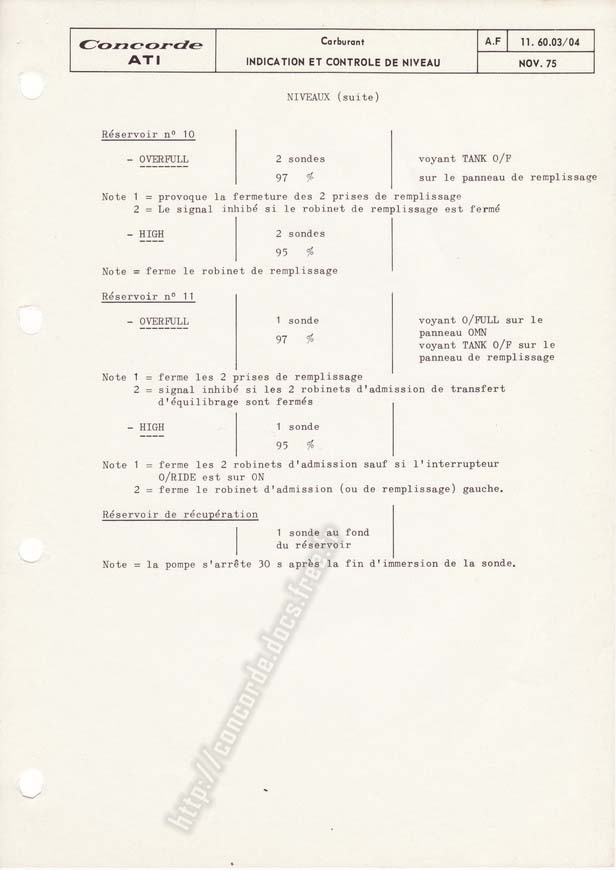 Concorde
ATI
Carburant
INDICATION ET CONTROLE DE NIVEAU
A.F
11. 60.03/04
NOV. 75
NIVEAUX (suite)
Réservoir n° 10
- OVERFULL 2 sondes voyant TANK O/F
97 % sur le panneau de remplissage
Note 1 = provoque la fermeture des 2 prises de remplissage
2 = Le signal inhibé si le robinet de remplissage est fermé
- HIGH 2 sondes
95 %
Note = ferme le robinet de remplissage
Réservoir n° 11
- OVERFULL 1 sonde voyant O/FULL sur le
panneau OMN
97 % voyant TANK O/F sur le
panneau de remplissage
Note 1 = ferme les 2 prises de remplissage
2 = signal inhibé si les 2 robinets d'admission de transfert
d'équilibrage sont fermés
- HIGH 1 sonde
95 %
Note 1 = ferme les 2 robinets d'admission sauf si l'interrupteur
O/RIDE est sur ON
2 = ferme le robinet d'admission (ou de remplissage) gauche.
Réservoir de récupération
1 sonde au fond
du réservoir
Note = la pompe s'arrête 30 s après la fin d'immersion de la sonde.
http://concorde.docs.free.fr